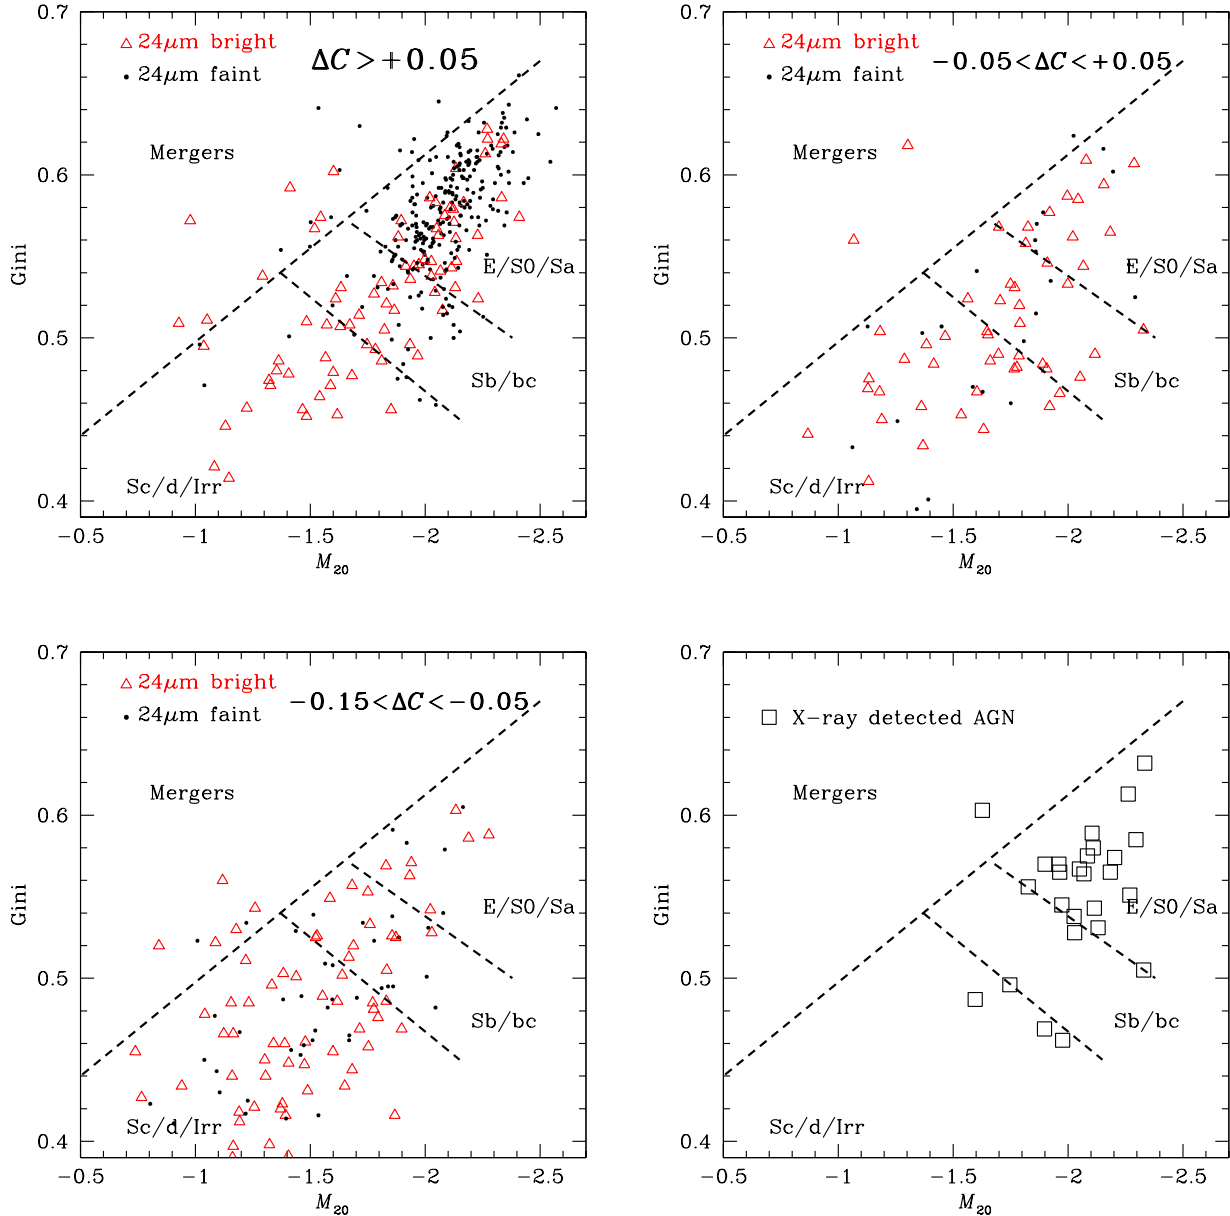 0.7
24μm bright
24μm faint
ΔC>+0.05
Mergers
0.6
Gini
E/S0/Sa
0.5
Sb/bc
Sc/d/Irr
0.4
−0.5 −1 −1.5 −2 −2.5
M20
0.7
24μm bright
24μm faint
−0.05<ΔC<+0.05
Mergers
0.6
Gini
E/S0/Sa
0.5
Sb/bc
Sc/d/Irr
0.4
−0.5 −1 −1.5 −2 −2.5
M20
0.7
24μm bright
24μm faint
−0.15<ΔC<−0.05
Mergers
0.6
Gini
E/S0/Sa
0.5
Sb/bc
Sc/d/Irr
0.4
−0.5 −1 −1.5 −2 −2.5
M20
0.7
X−ray detected AGN
Mergers
0.6
Gini
E/S0/Sa
0.5
Sb/bc
Sc/d/Irr
0.4
−0.5 −1 −1.5 −2 −2.5
M20